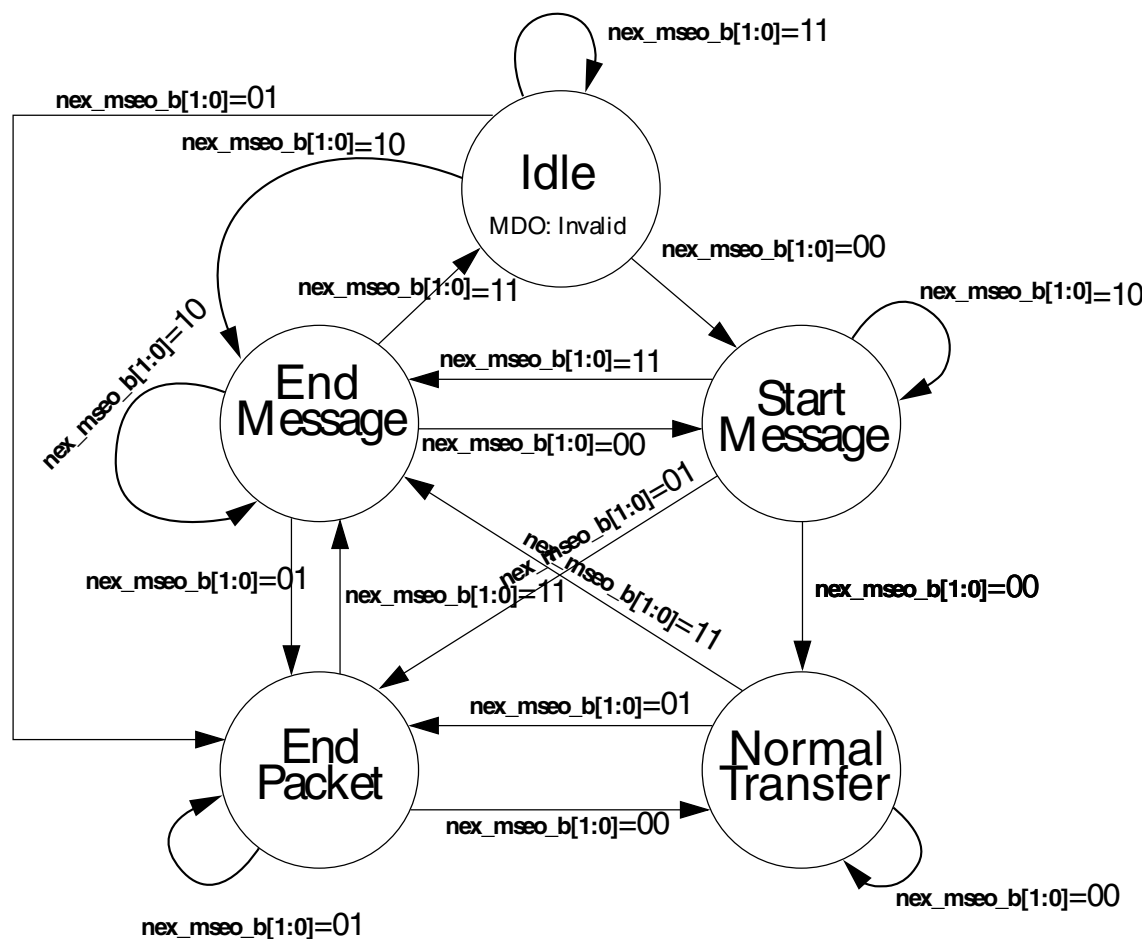 nex_mseo_b[1:0]=11
nex_mseo_b[1:0]=01
nex_mseo_b[1:0]=10
Idle
MDO: Invalid
nex_mseo_b[1:0]=00
nex_mseo_b[1:0]=11
nex_mseo_b[1:0]=10
nex_mseo_b[1:0]=10
End
Message
nex_mseo_b[1:0]=11
Start
Message
nex_mseo_b[1:0]=00
nex_mseo_b[1:0]=01
nex_mseo_b[1:0]=11
nex_mseo_b[1:0]=01
nex_mseo_b[1:0]=11
nex_mseo_b[1:0]=00
End
Packet
nex_mseo_b[1:0]=01
Normal
Transfer
nex_mseo_b[1:0]=00
nex_mseo_b[1:0]=01
nex_mseo_b[1:0]=00